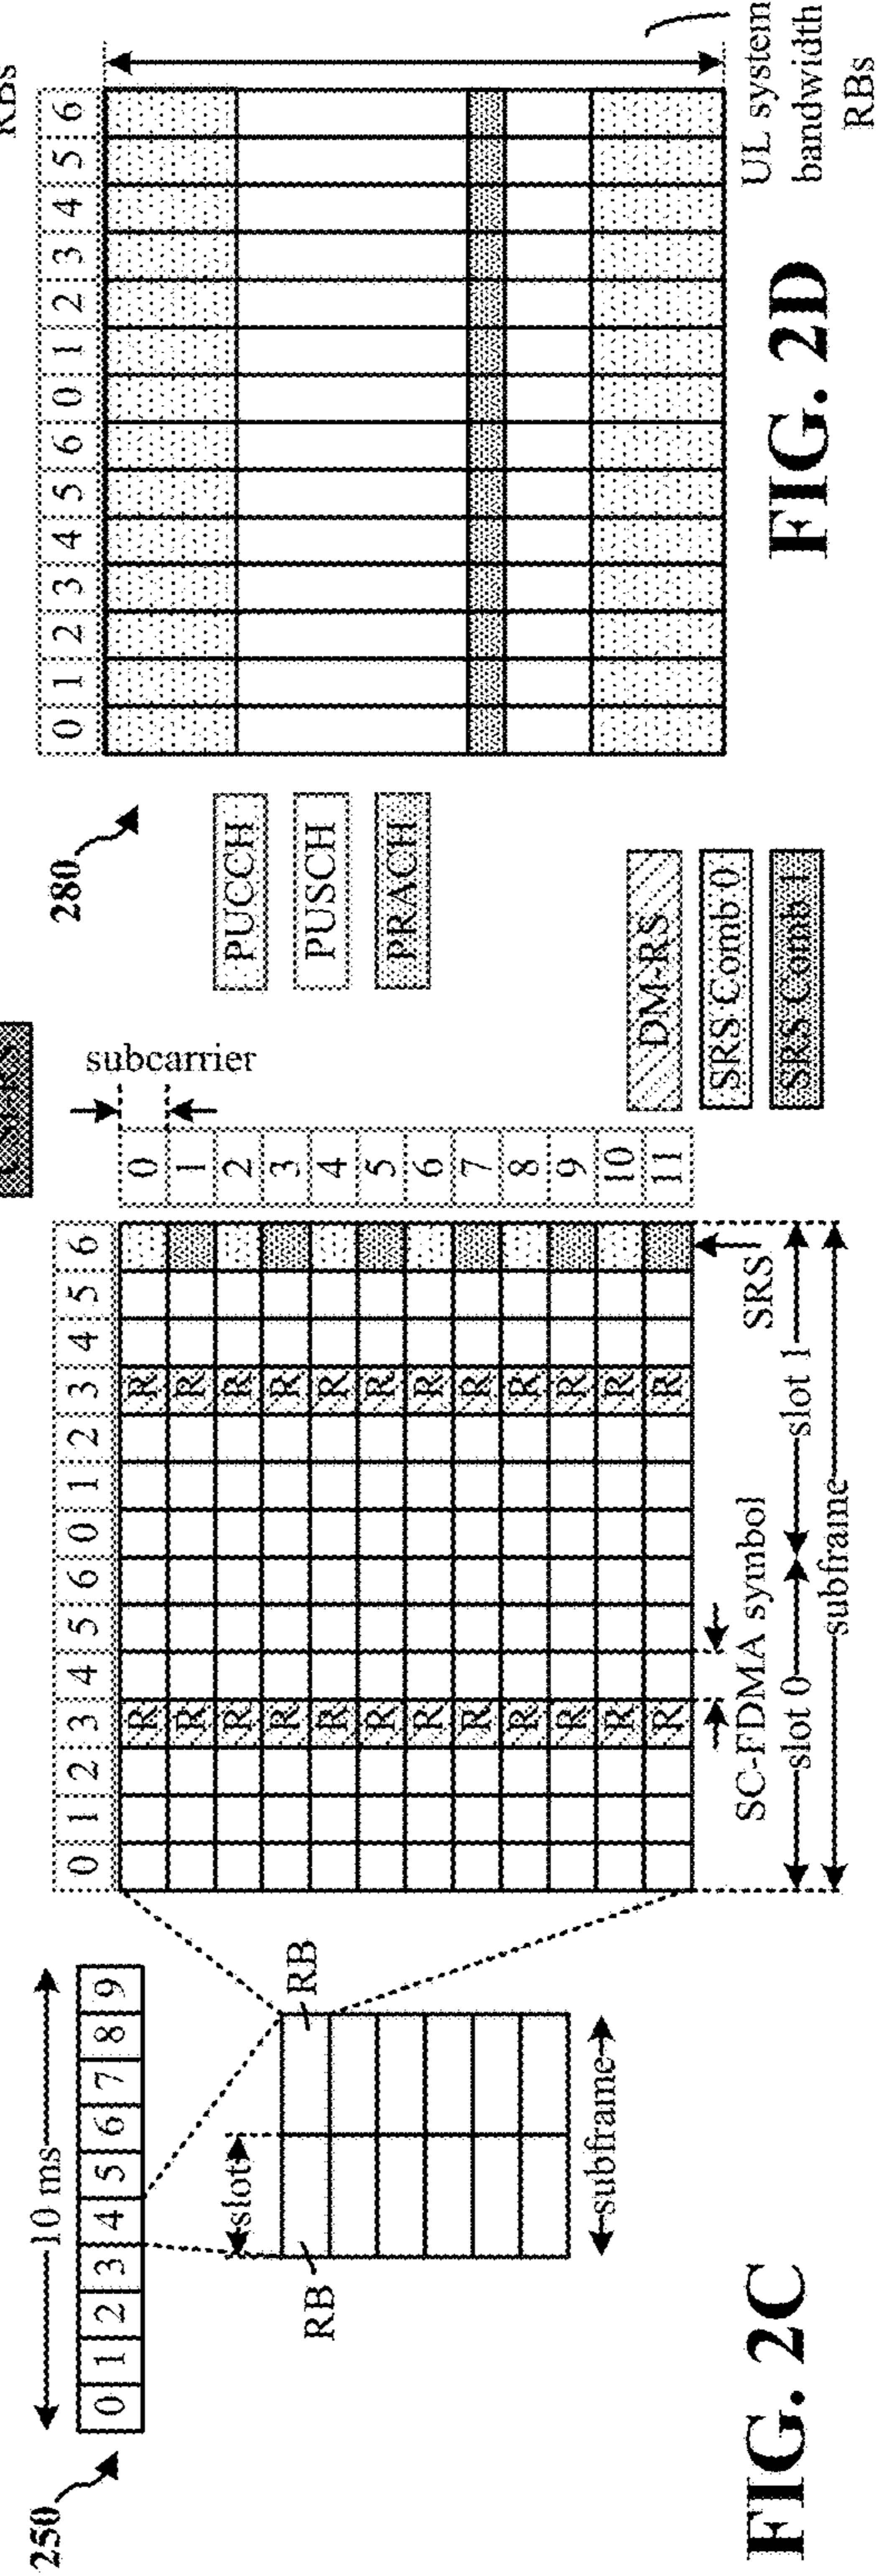 250
10 ms
0 1 2 3 4 5 6 7 8 9
slot
RB
RB
subframe
FIG. 2C
0 1 2 3 4 5 6 0 1 2 3 4 5 6
subcarrier
0
1
2
3
4
5
6
7
8
9
10
11
R R
R R
R R
R R
R R
R R
R R
R R
R R
R R
R R
R R
SRS
SC-FDMA symbol
slot 0
slot 1
subframe
DM-RS
SRS Comb 0
SRS Comb 1
280
PUCCH
PUSCH
PRACH
RBs
0 1 2 3 4 5 6 0 1 2 3 4 5 6
UL system
bandwidth
RBs
FIG. 2D